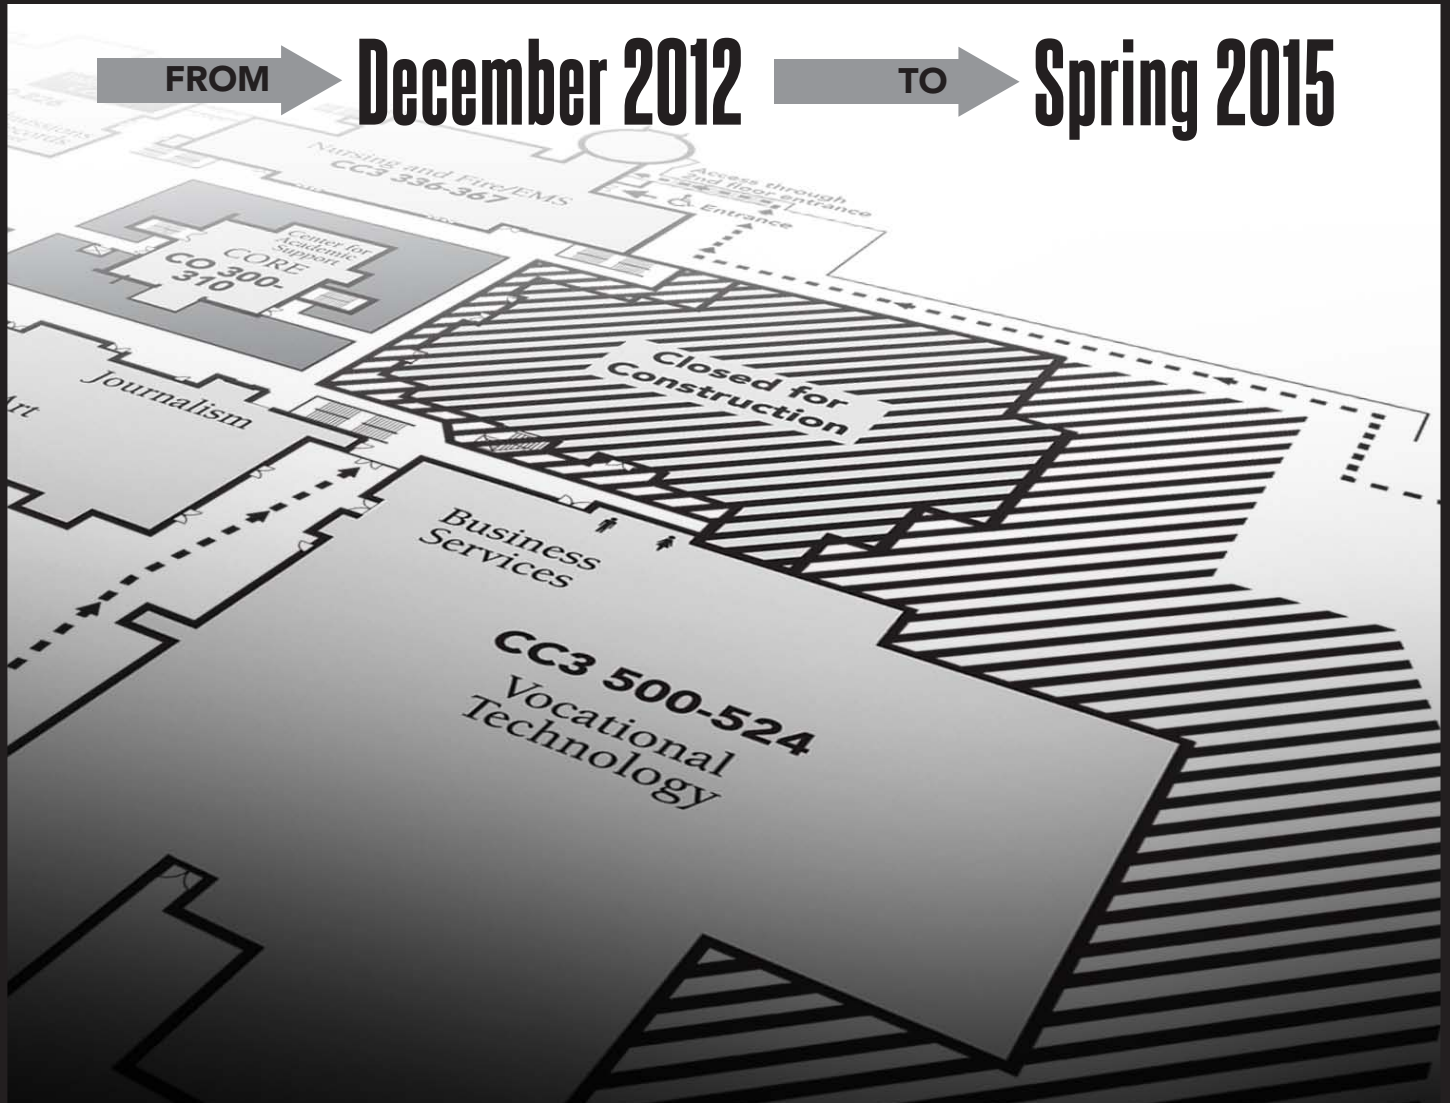 FROM December 2012 TO Spring 2015
Nursing and Fire/EMS
CC3 336-367
Access through
2nd floor entrance
Entrance
Center for
Academic
Support
CORE
CO 300-
310
Closed for
Construction
Journalism
Art
Business
Services
CC3 500-524
Vocational
Technology